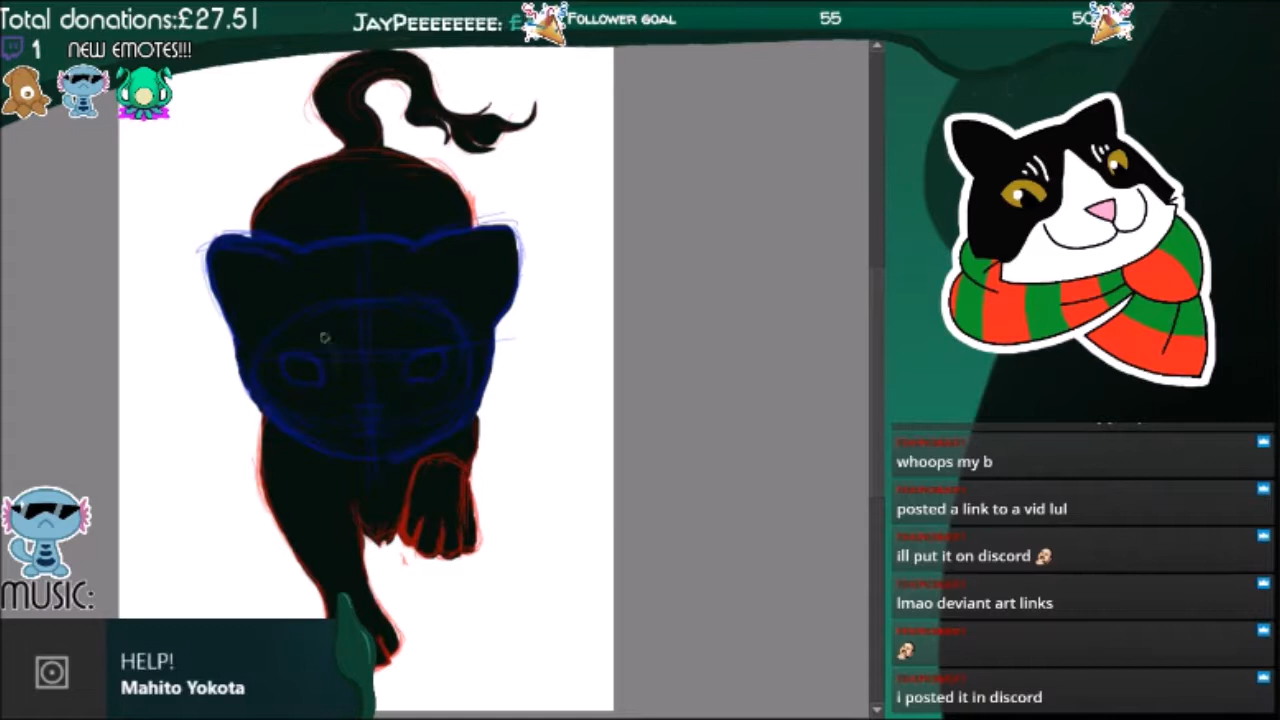 Total donations:£27.51
JayPeeeeeeee: £
Follower goal
55
50
1
NEW EMOTES!!!
whoops my b
posted a link to a vid lul
ill put it on discord
lmao deviant art links
i posted it in discord
MUSIC:
HELP!
Mahito Yokota